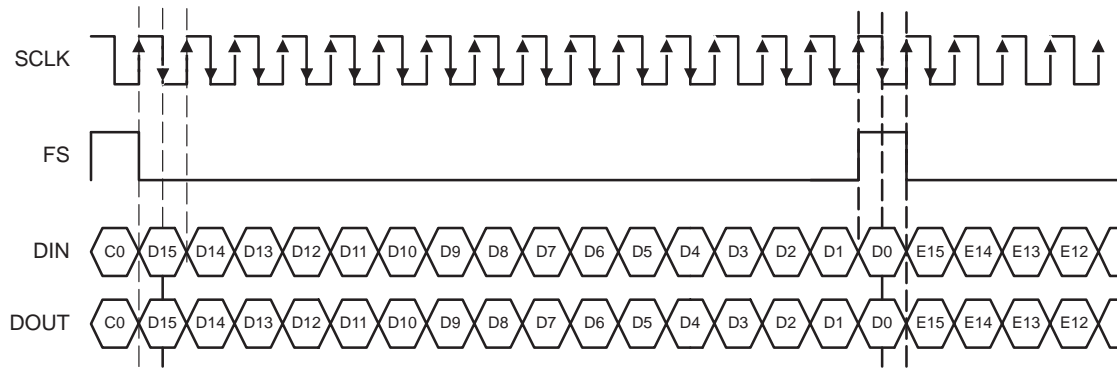 SCLK
FS
DIN C0 D15 D14 D13 D12 D11 D10 D9 D8 D7 D6 D5 D4 D3 D2 D1 D0 E15 E14 E13 E12
DOUT C0 D15 D14 D13 D12 D11 D10 D9 D8 D7 D6 D5 D4 D3 D2 D1 D0 E15 E14 E13 E12